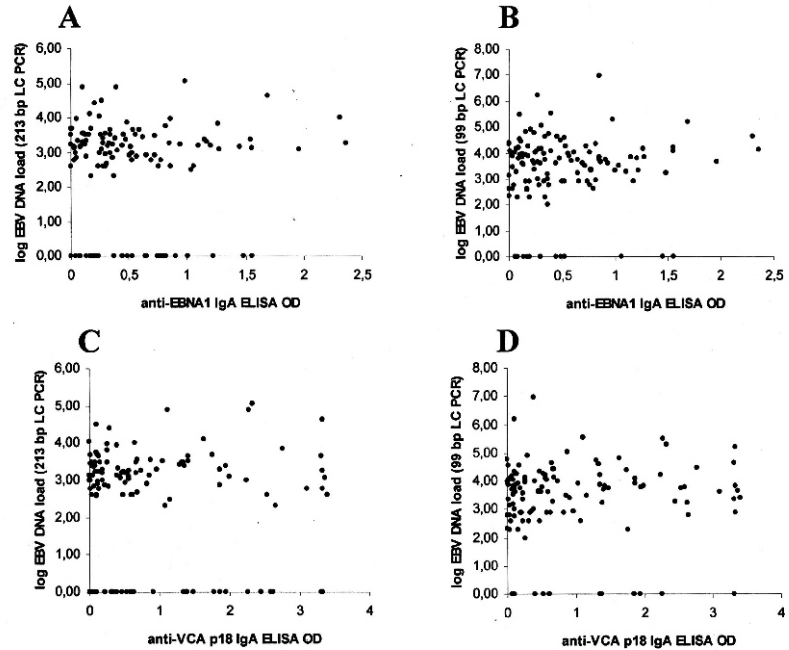 A
log EBV DNA load (213 bp LC PCR)
6,00
5,00
4,00
3,00
2,00
1,00
0,00
0 0,5 1 1,5 2 2,5
anti-EBNA1 IgA ELISA OD
B
log EBV DNA load (99 bp LC PCR)
8,00
7,00
6,00
5,00
4,00
3,00
2,00
1,00
0,00
0 0,5 1 1,5 2 2,5
anti-EBNA1 IgA ELISA OD
C
log EBV DNA load (213 bp LC PCR)
6,00
5,00
4,00
3,00
2,00
1,00
0,00
0 1 2 3 4
anti-VCA p18 IgA ELISA OD
D
log EBV DNA load (99 bp LC PCR)
8,00
7,00
6,00
5,00
4,00
3,00
2,00
1,00
0,00
0 1 2 3 4
anti-VCA p18 IgA ELISA OD